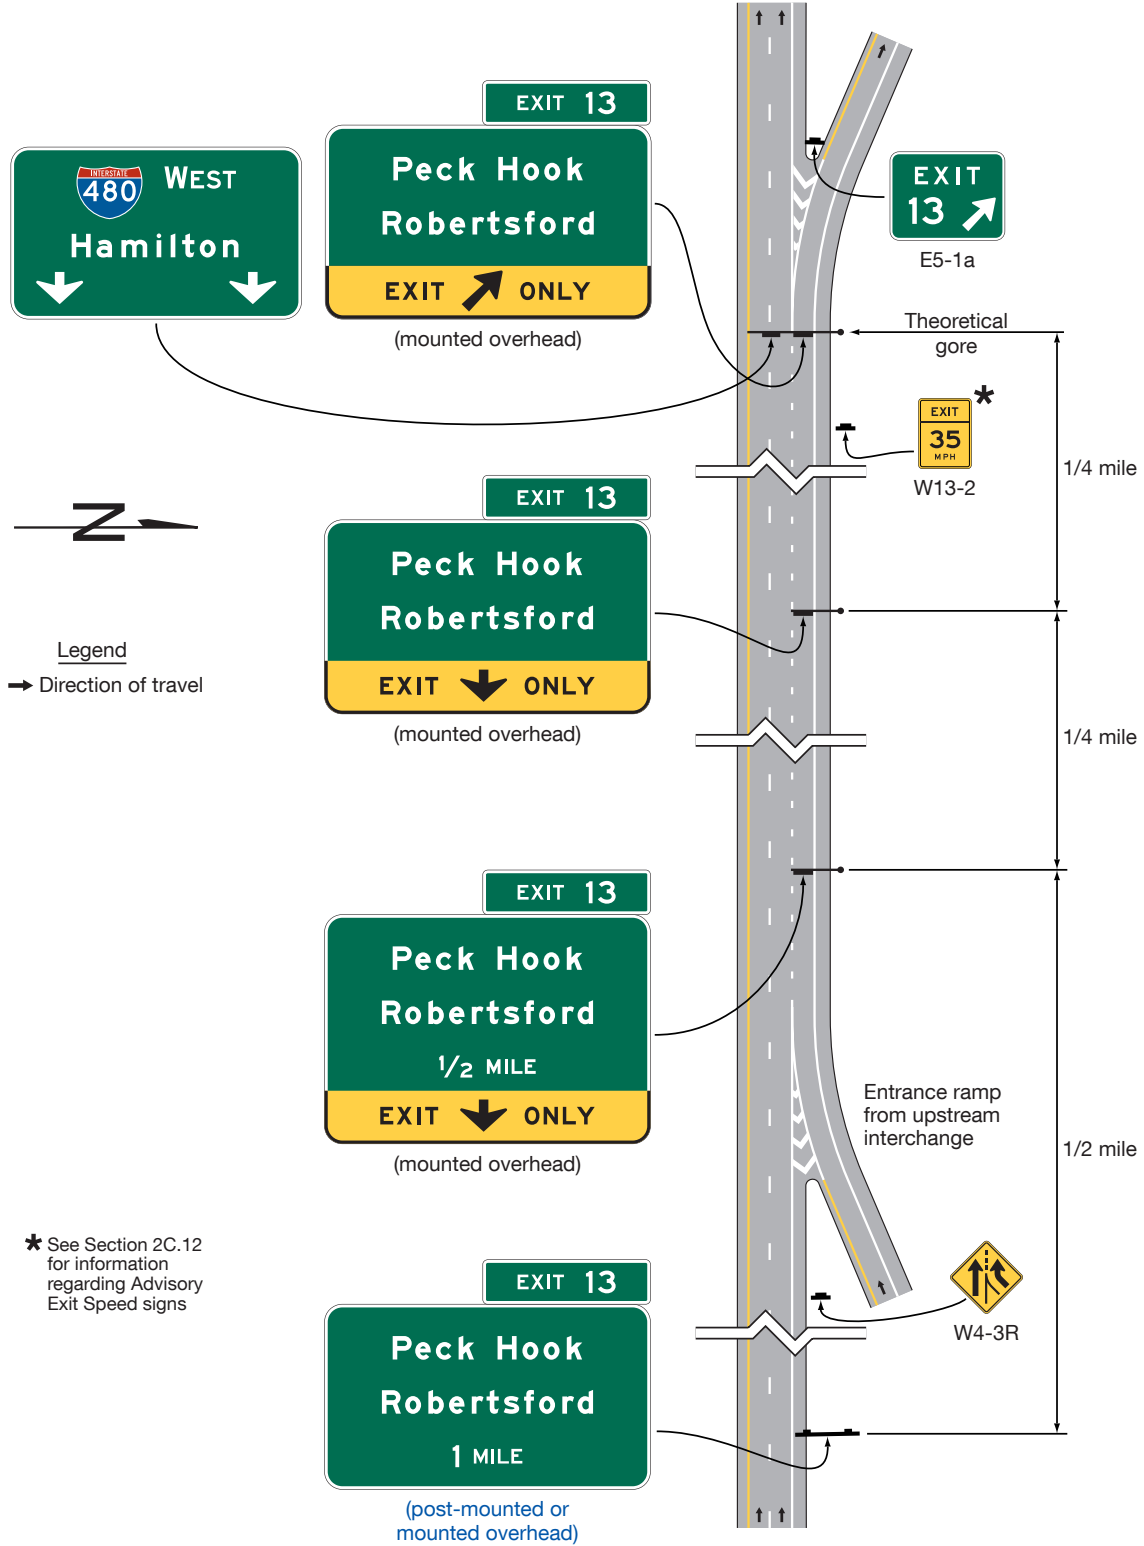 EXIT 13
Peck Hook
Robertsford
EXIT ONLY
(mounted overhead)
INTERSTATE
480
WEST
Hamilton
EXIT
13
E5-1a
Theoretical
gore
EXIT
35
MPH
*
W13-2
1/4 mile
N
EXIT 13
Peck Hook
Robertsford
EXIT ONLY
(mounted overhead)
Legend
Direction of travel
1/4 mile
EXIT 13
Peck Hook
Robertsford
1/2 MILE
EXIT ONLY
(mounted overhead)
Entrance ramp
from upstream
interchange
1/2 mile
* See Section 2C.12
for information
regarding Advisory
Exit Speed signs
W4-3R
EXIT 13
Peck Hook
Robertsford
1 MILE
(post-mounted or
mounted overhead)